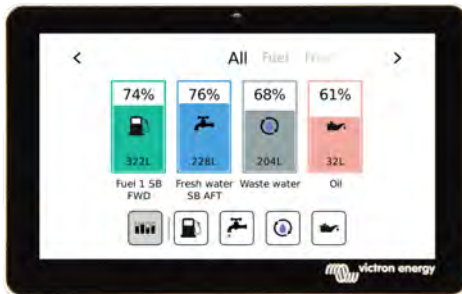 All Fuel
74% 76% 68% 61%
322L 228L 204L 32L
Fuel 1 SB Fresh water Waste water Oil
FWD SB AFT
victron energy